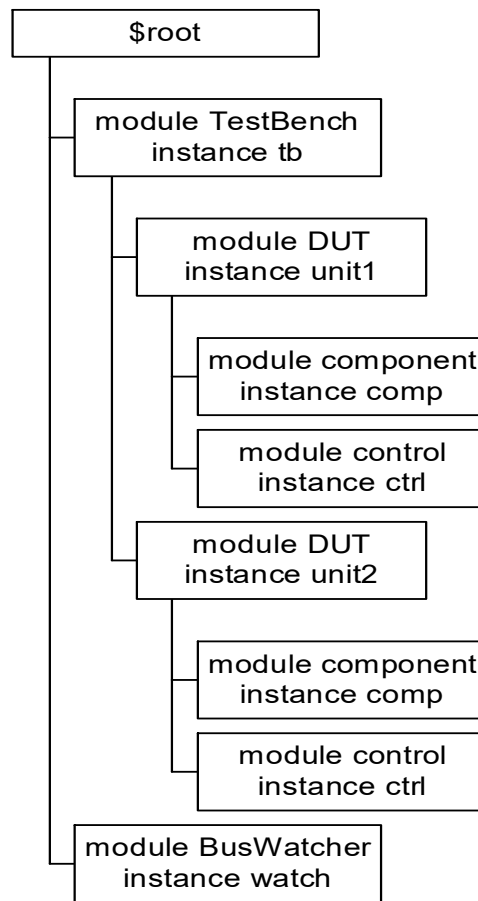 $root
module TestBench
instance tb
module DUT
instance unit1
module component
instance comp
module control
instance ctrl
module DUT
instance unit2
module component
instance comp
module control
instance ctrl
module BusWatcher
instance watch